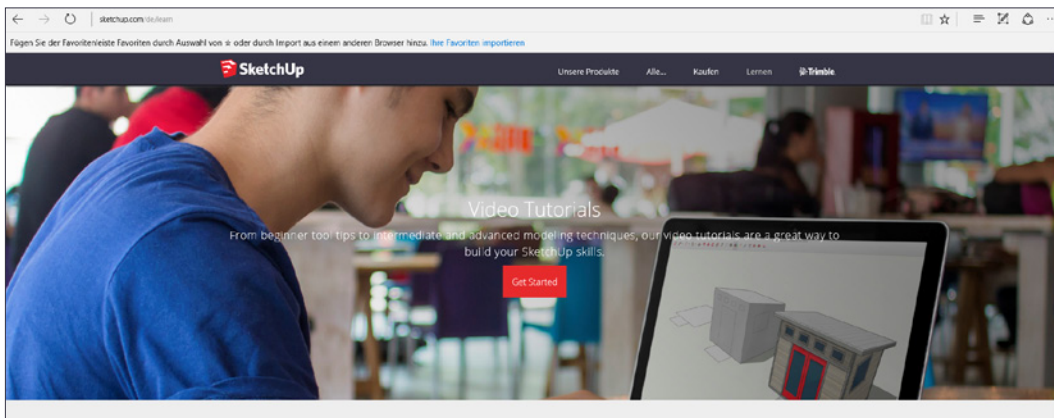 sketchup.com/de/learn
Fügen Sie der Favoritenleiste Favoriten durch Auswahl von ☆ oder durch Import aus einem anderen Browser hinzu. Ihre Favoriten importieren
SketchUp
Unsere Produkte Alle... Kaufen Lernen Trimble
Video Tutorials
From beginner tool tips to intermediate and advanced modeling techniques, our video tutorials are a great way to
build your SketchUp skills.
Get Started